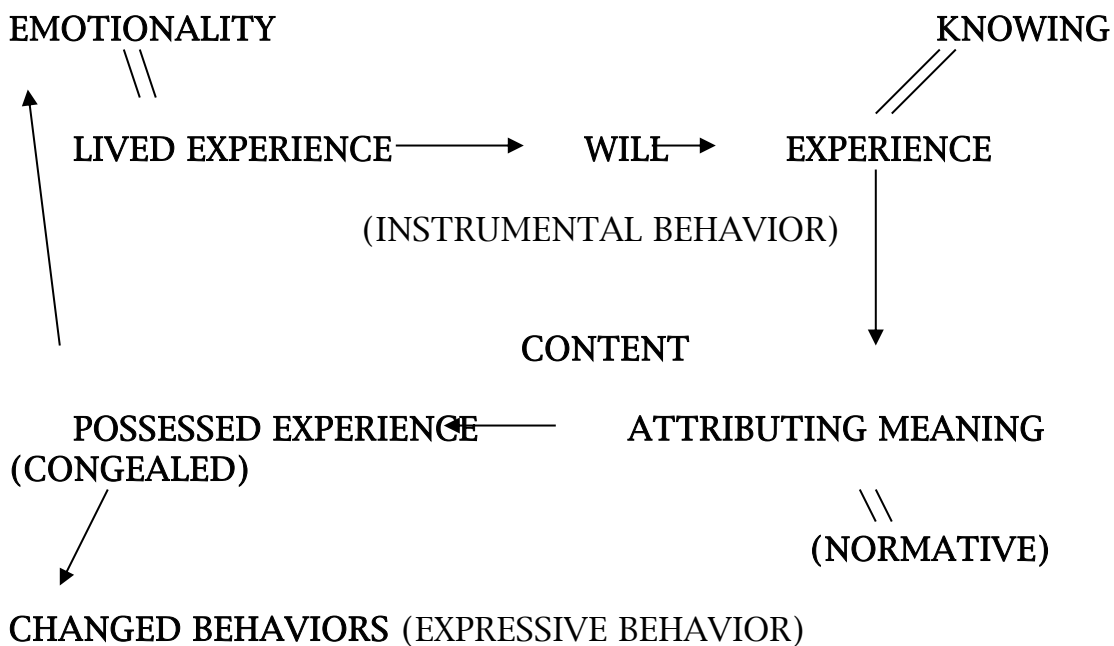 EMOTIONALITY KNOWING
LIVED EXPERIENCE WILL EXPERIENCE
(INSTRUMENTAL BEHAVIOR)
CONTENT
POSSESSED EXPERIENCE ATTRIBUTING MEANING
(CONGEALED)
(NORMATIVE)
CHANGED BEHAVIORS (EXPRESSIVE BEHAVIOR)